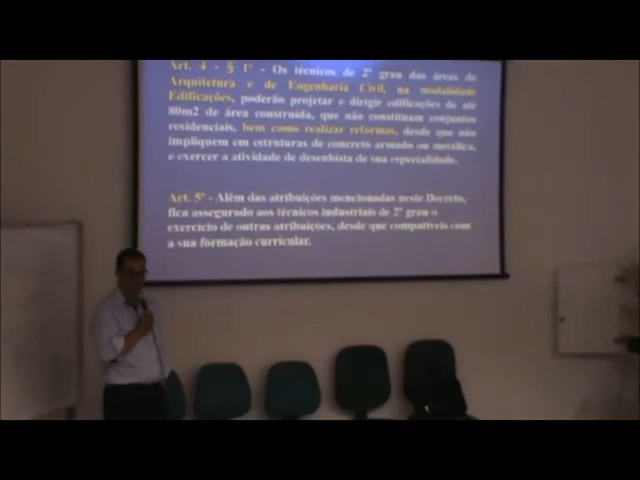 Art. 4 - § 1º - Os técnicos de 2º grau das áreas de
Arquitetura e de Engenharia Civil, na modalidade
Edificações, poderão projetar e dirigir edificações de até
80m2 de área construída, que não constituam conjuntos
residenciais, bem como realizar reformas, desde que não
impliquem em estruturas de concreto armado ou metálica,
e exercer a atividade de desenhista de sua especialidade.
Art. 5º - Além das atribuições mencionadas neste Decreto,
fica assegurado aos técnicos industriais de 2º grau o
exercício de outras atribuições, desde que compatíveis com
a sua formação curricular.